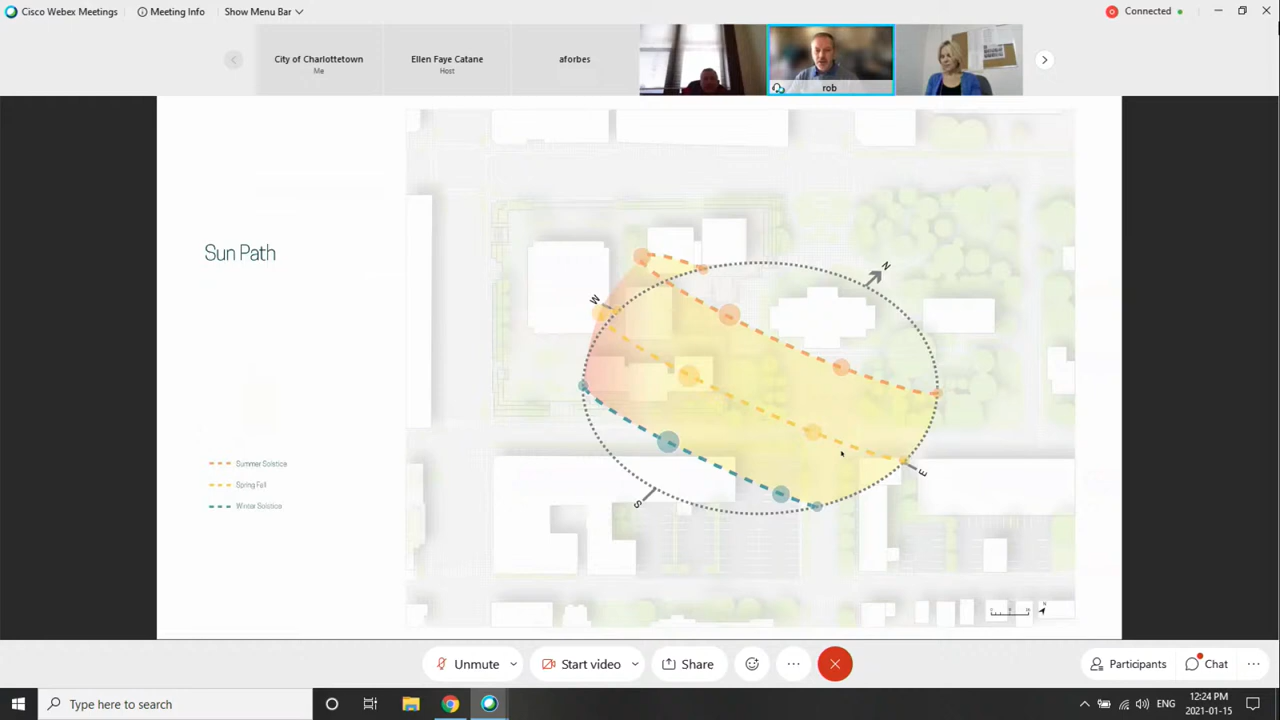 Cisco Webex Meetings
Meeting Info
Show Menu Bar
Connected
City of Charlottetown
Me
Ellen Faye Catane
Host
aforbes
rob
Sun Path
N
W
E
S
Summer Solstice
Spring Fall
Winter Solstice
N
Unmute
Start video
Share
Participants
Chat
Type here to search
ENG
12:24 PM
2021-01-15